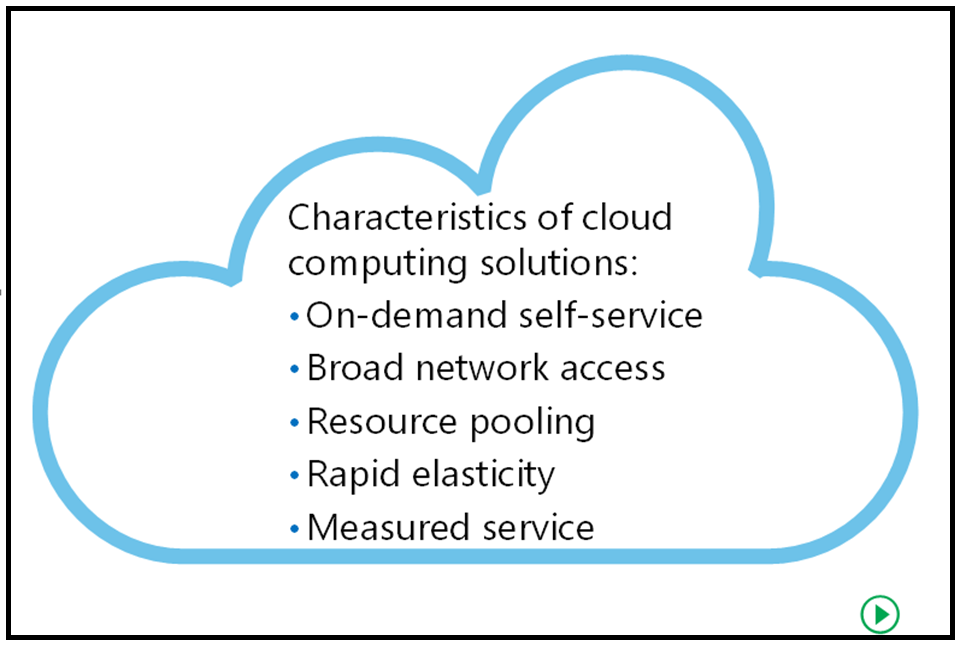 Characteristics of cloud
computing solutions:
•On-demand self-service
•Broad network access
•Resource pooling
•Rapid elasticity
•Measured service